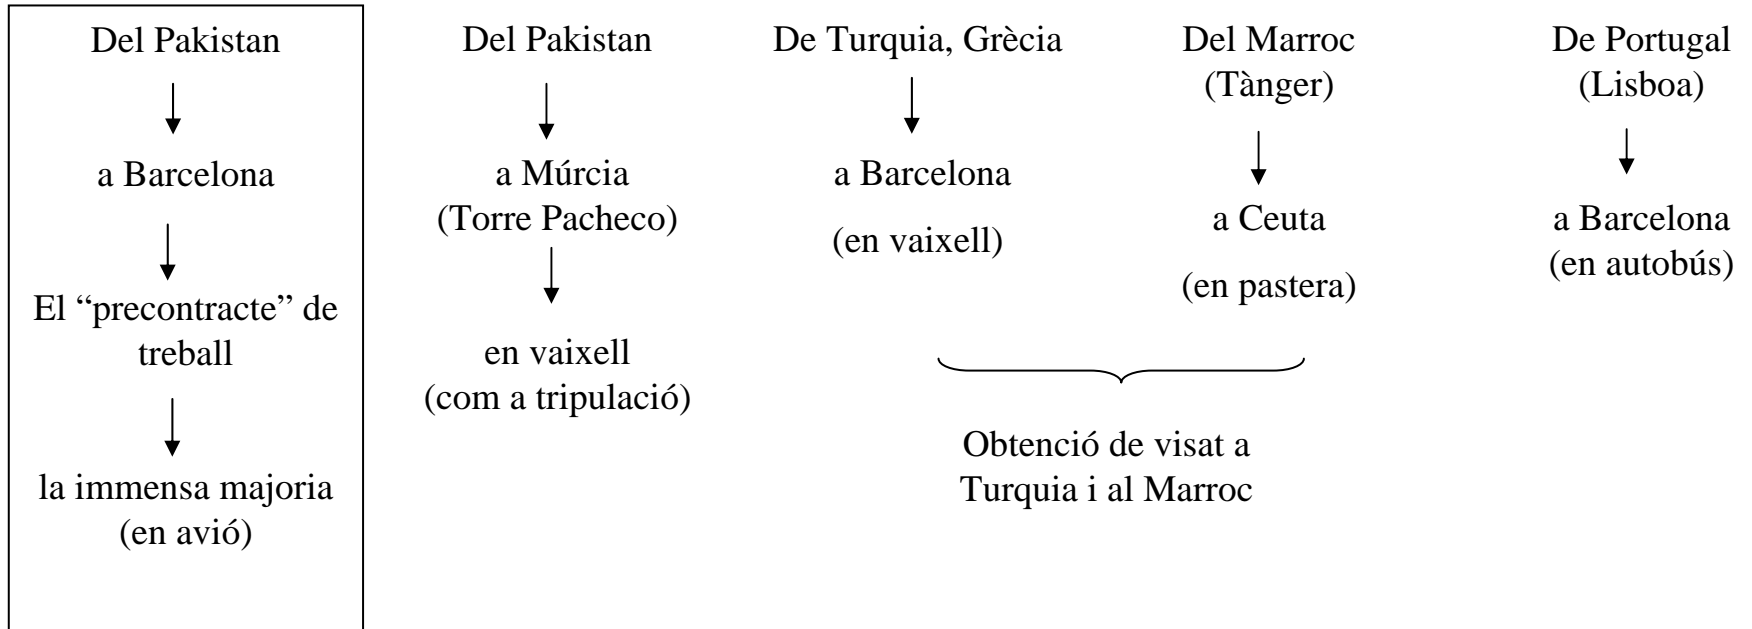 Del Pakistan
a Barcelona
El “precontracte” de
treball
la immensa majoria
(en avió)
Del Pakistan
a Múrcia
(Torre Pacheco)
en vaixell
(com a tripulació)
De Turquia, Grècia
a Barcelona
(en vaixell)
Del Marroc
(Tànger)
a Ceuta
(en pastera)
Obtenció de visat a
Turquia i al Marroc
De Portugal
(Lisboa)
a Barcelona
(en autobús)